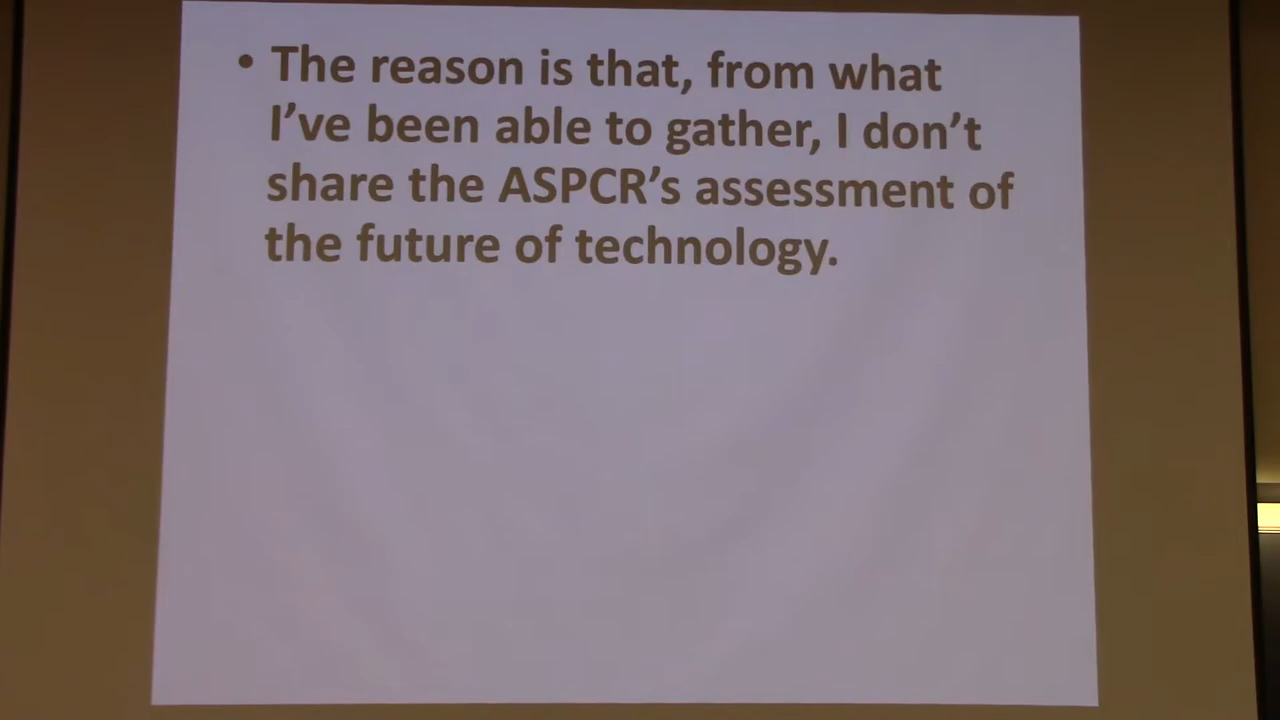 • The reason is that, from what
I've been able to gather, I don't
share the ASPCR's assessment of
the future of technology.